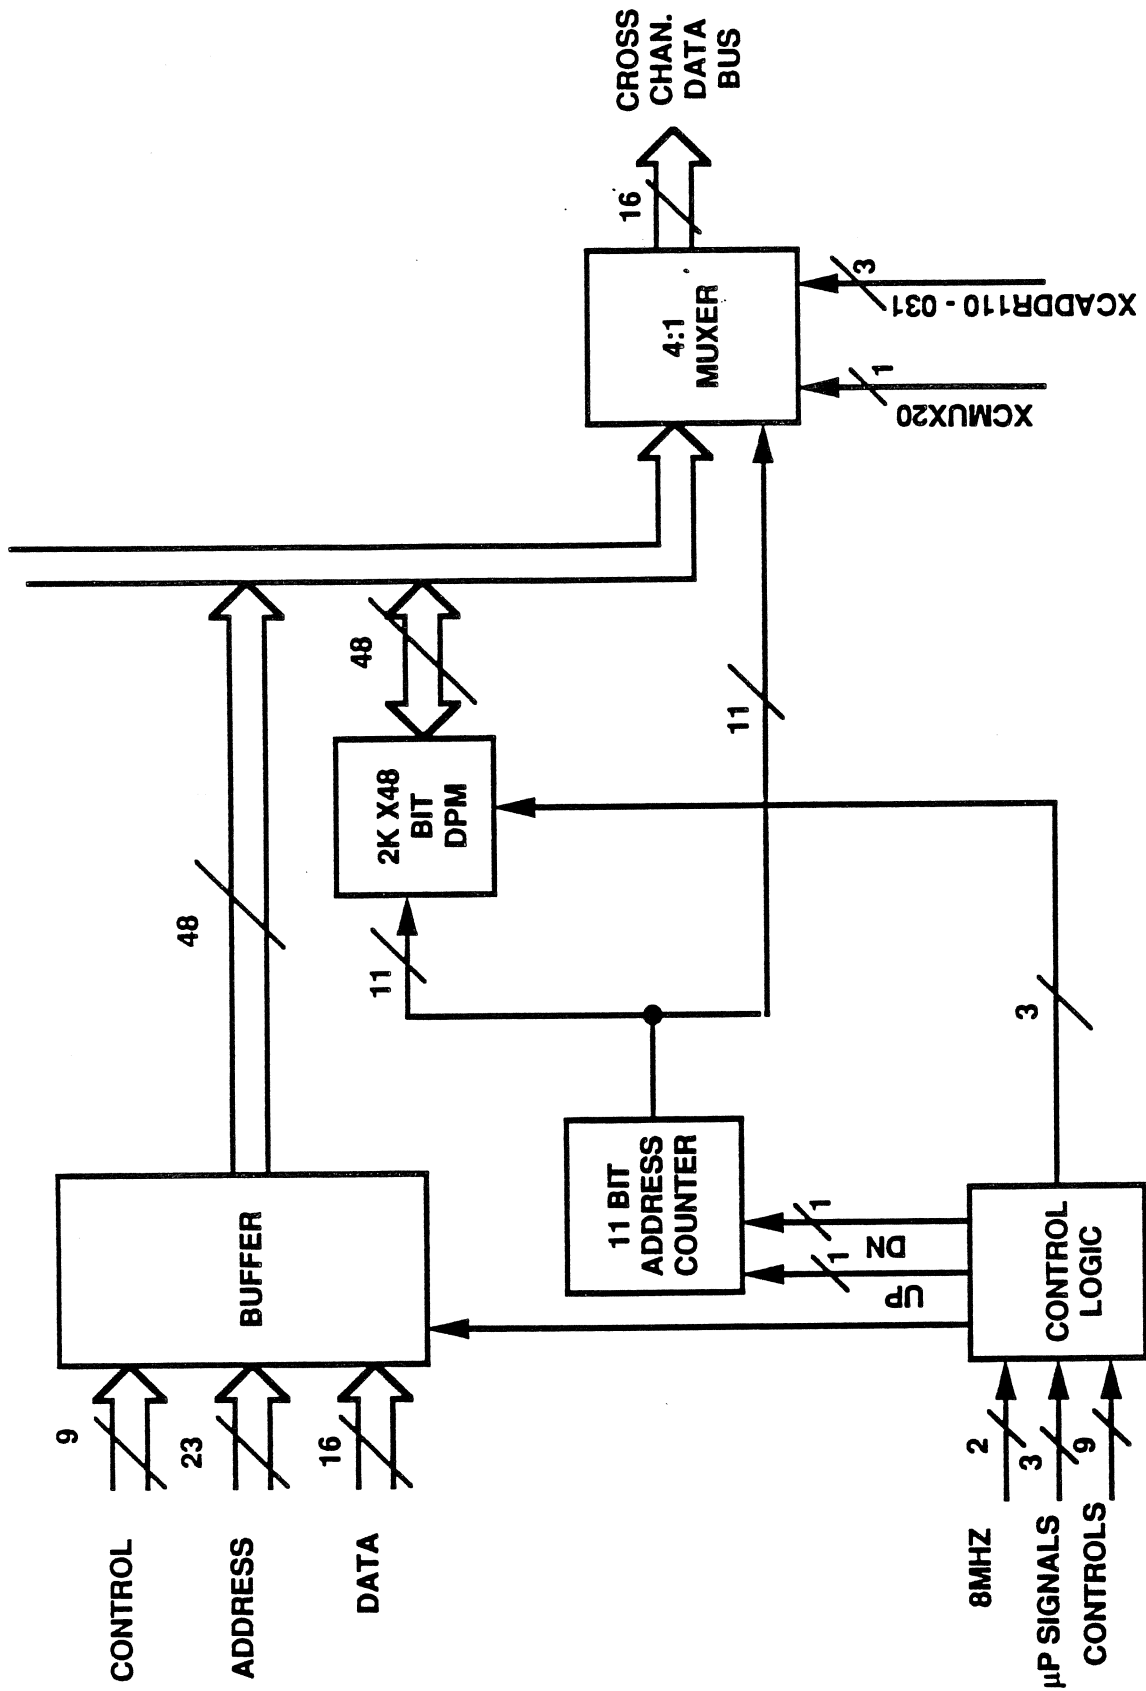 CONTROL
9
ADDRESS
23
DATA
16
BUFFER
48
2K X48
BIT
DPM
48
11
11 BIT
ADDRESS
COUNTER
11
4:1
MUXER
16
CROSS
CHAN.
DATA
BUS
XCMUX20
1
XCADDR110 - 031
3
UP
1
DN
1
8MHZ
2
µP SIGNALS
3
CONTROLS
9
CONTROL
LOGIC
3